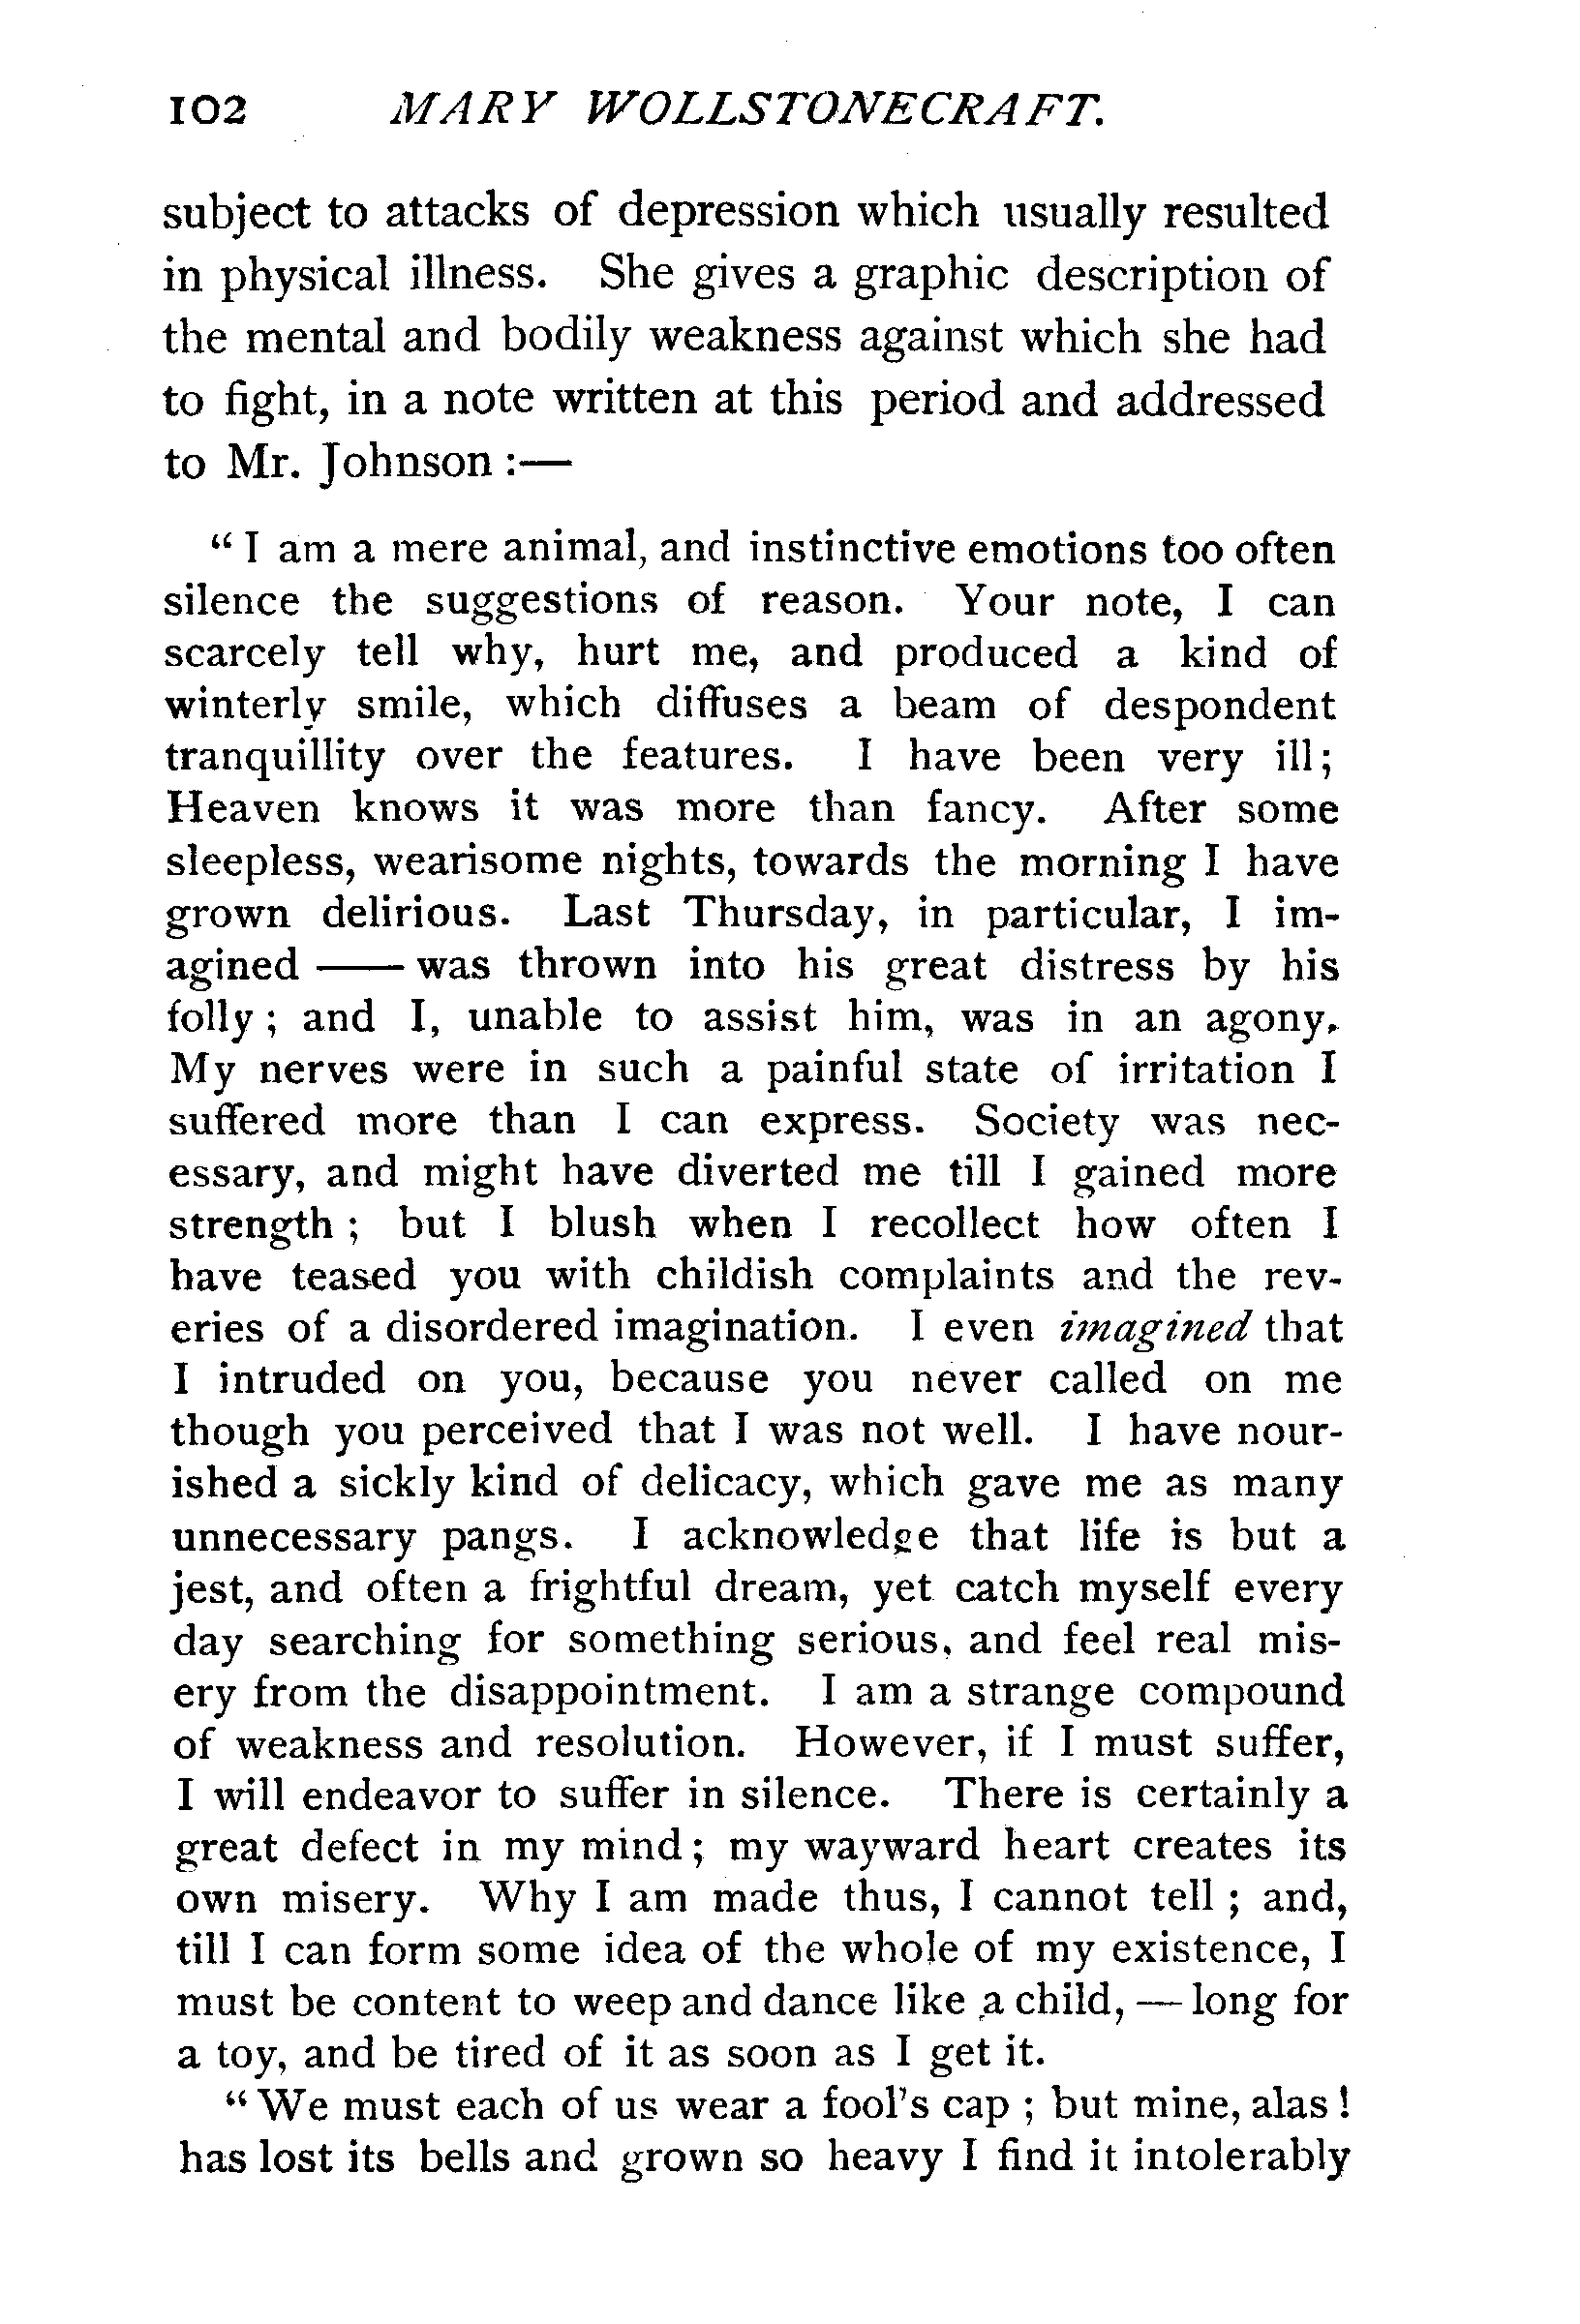 102 MARY WOLLSTONECRAFT.
subject to attacks of depression which usually resulted
in physical illness. She gives a graphic description of
the mental and bodily weakness against which she had
to fight, in a note written at this period and addressed
to Mr. Johnson :—
“ I am a mere animal, and instinctive emotions too often
silence the suggestions of reason. Your note, I can
scarcely tell why, hurt me, and produced a kind of
winterly smile, which diffuses a beam of despondent
tranquillity over the features. I have been very ill;
Heaven knows it was more than fancy. After some
sleepless, wearisome nights, towards the morning I have
grown delirious. Last Thursday, in particular, I im-
agined —— was thrown into his great distress by his
folly ; and I, unable to assist him, was in an agony.
My nerves were in such a painful state of irritation I
suffered more than I can express. Society was nec-
essary, and might have diverted me till I gained more
strength ; but I blush when I recollect how often I
have teased you with childish complaints and the rev-
eries of a disordered imagination. I even imagined that
I intruded on you, because you never called on me
though you perceived that I was not well. I have nour-
ished a sickly kind of delicacy, which gave me as many
unnecessary pangs. I acknowledge that life is but a
jest, and often a frightful dream, yet catch myself every
day searching for something serious, and feel real mis-
ery from the disappointment. I am a strange compound
of weakness and resolution. However, if I must suffer,
I will endeavor to suffer in silence. There is certainly a
great defect in my mind ; my wayward heart creates its
own misery. Why I am made thus, I cannot tell ; and,
till I can form some idea of the whole of my existence, I
must be content to weep and dance like a child, — long for
a toy, and be tired of it as soon as I get it.
“ We must each of us wear a fool’s cap ; but mine, alas !
has lost its bells and grown so heavy I find it intolerably